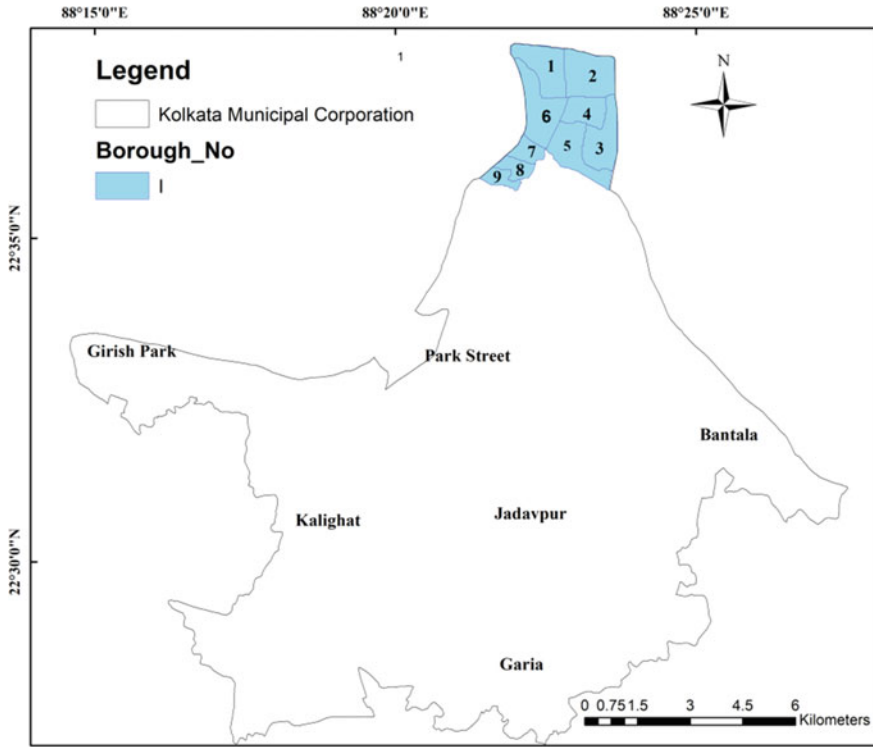 88°15'0"E 88°20'0"E 88°25'0"E
1
Legend
Kolkata Municipal Corporation
Borough_No
I
N
1
2
6
4
5
3
7
8
9
22°35'0"N
Girish Park
Park Street
Bantala
Kalighat
Jadavpur
22°30'0"N
Garia
0 0.75 1.5 3 4.5 6
Kilometers